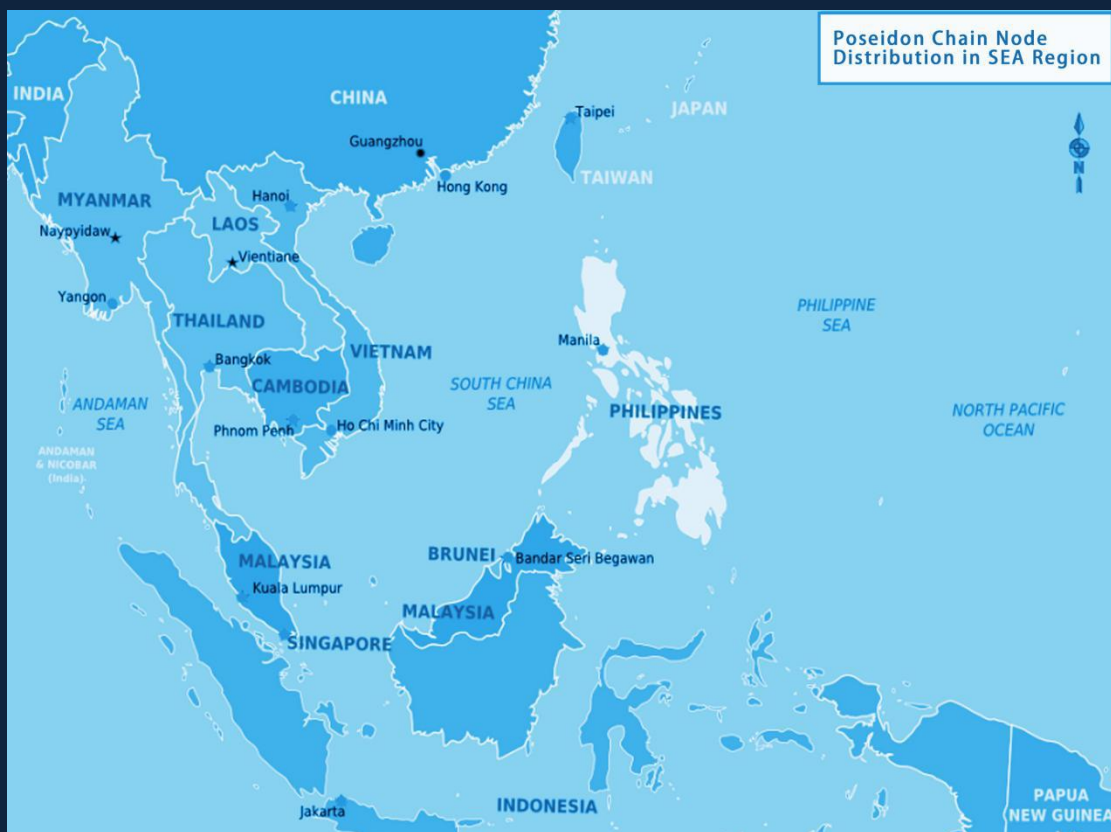 Poseidon Chain Node
Distribution in SEA Region
INDIA
CHINA
JAPAN
Taipei
Guangzhou
TAIWAN
Hong Kong
MYANMAR
Hanoi
LAOS
Naypyidaw
N
Vientiane
Yangon
THAILAND
PHILIPPINE
SEA
Manila
VIETNAM
Bangkok
CAMBODIA
SOUTH CHINA
SEA
ANDAMAN
SEA
PHILIPPINES
NORTH PACIFIC
OCEAN
Phnom Penh
Ho Chi Minh City
ANDAMAN
& NICOBAR
(India)
MALAYSIA
BRUNEI
Bandar Seri Begawan
Kuala Lumpur
MALAYSIA
SINGAPORE
Jakarta
INDONESIA
PAPUA
NEW GUINEA